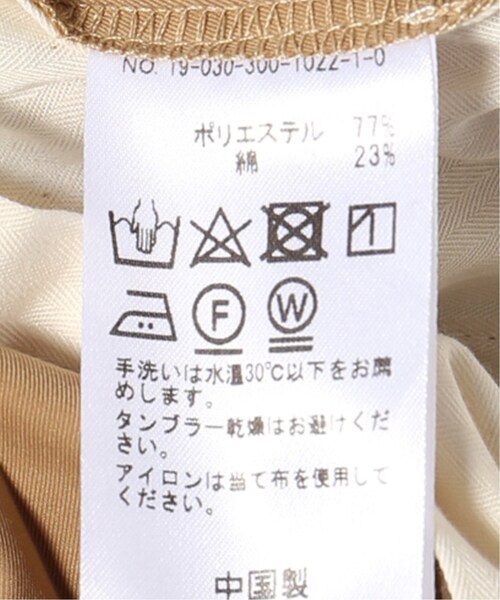 NO. 19-030-300-1022-1-0
ポリエステル 77%
綿 23%
F W
手洗いは水温30℃以下をお薦
めします。
タンブラー乾燥はお避けくだ
さい。
アイロンは当て布を使用して
ください。
中国製